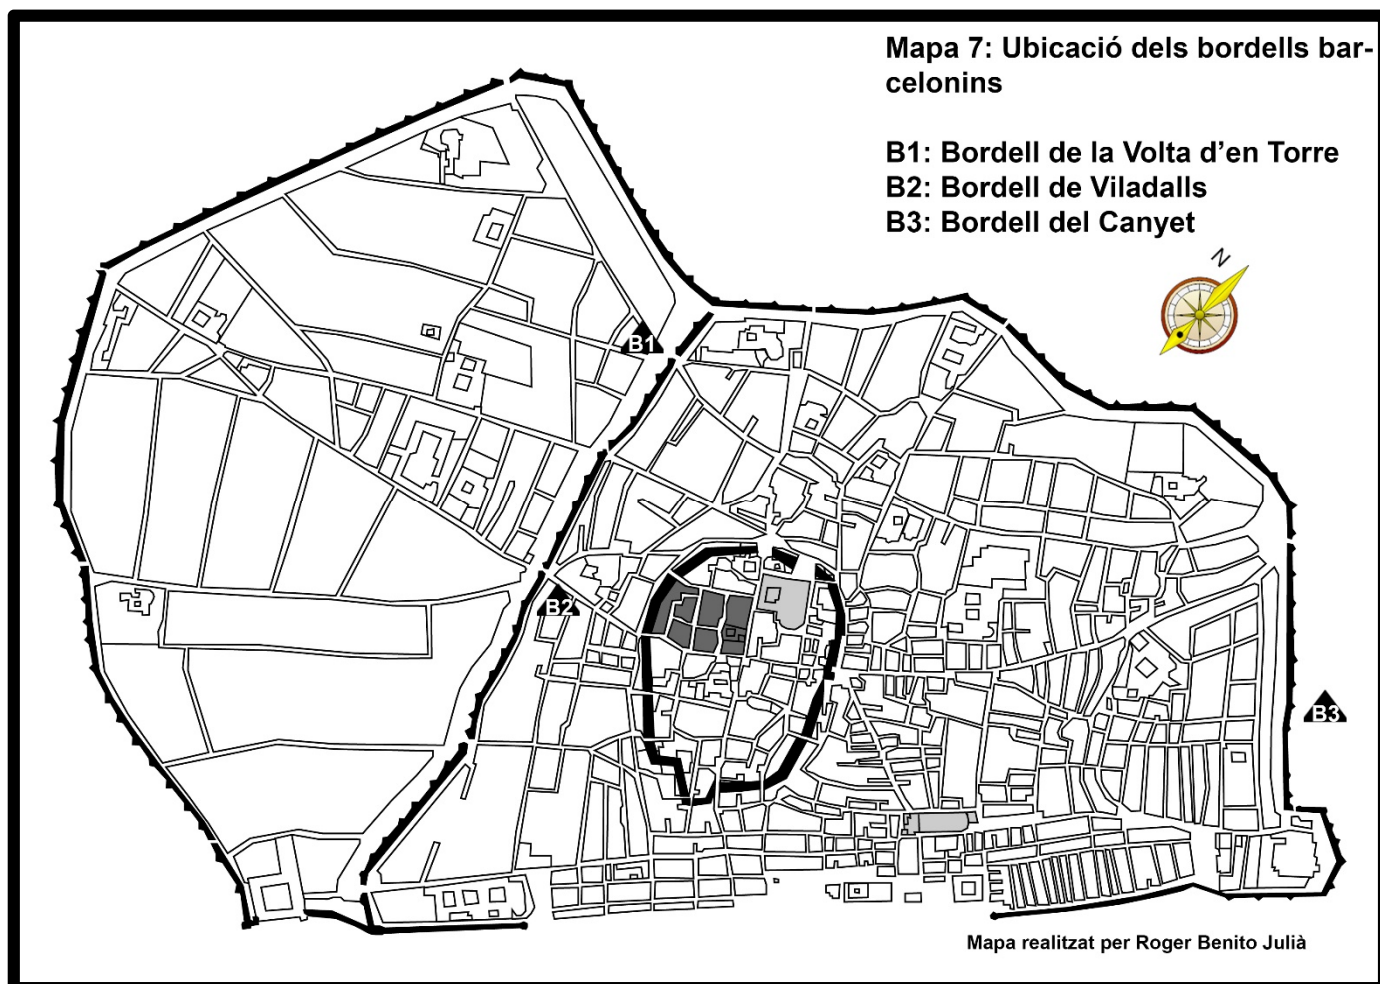 Mapa 7: Ubicació dels bordells bar-
celonins
B1: Bordell de la Volta d'en Torre
B2: Bordell de Viladalls
B3: Bordell del Canyet
N
B1
B2
B3
Mapa realitzat per Roger Benito Julià